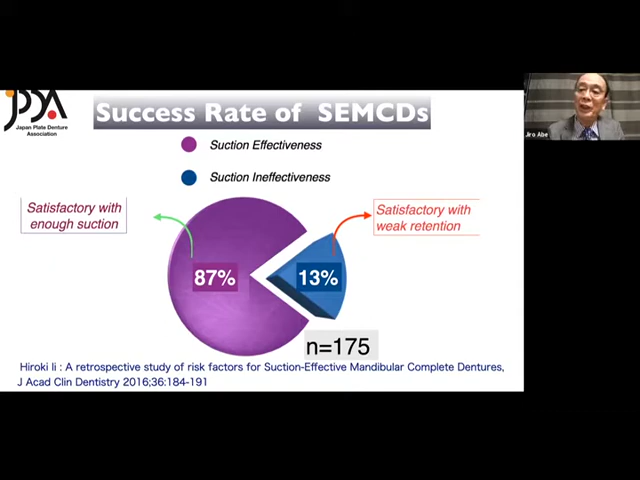 JPDA
Japan Plate Denture
Association
Success Rate of SEMCDs
Suction Effectiveness
Suction Ineffectiveness
Satisfactory with
enough suction
Satisfactory with
weak retention
87%
13%
n=175
Hiroki Ii : A retrospective study of risk factors for Suction-Effective Mandibular Complete Dentures,
J Acad Clin Dentistry 2016;36:184-191
Jiro Abe